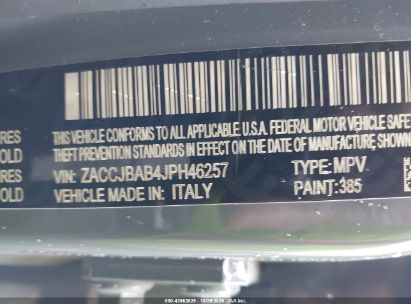 THIS VEHICLE CONFORMS TO ALL APPLICABLE U.S.A. FEDERAL MOTOR VEHICLE SAFE
THEFT PREVENTION STANDARDS IN EFFECT ON THE DATE OF MANUFACTURE
VIN: ZACCJBAB4JPH46257 TYPE: MPV
VEHICLE MADE IN: ITALY PAINT: 385
RES
OLD
RES
OLD